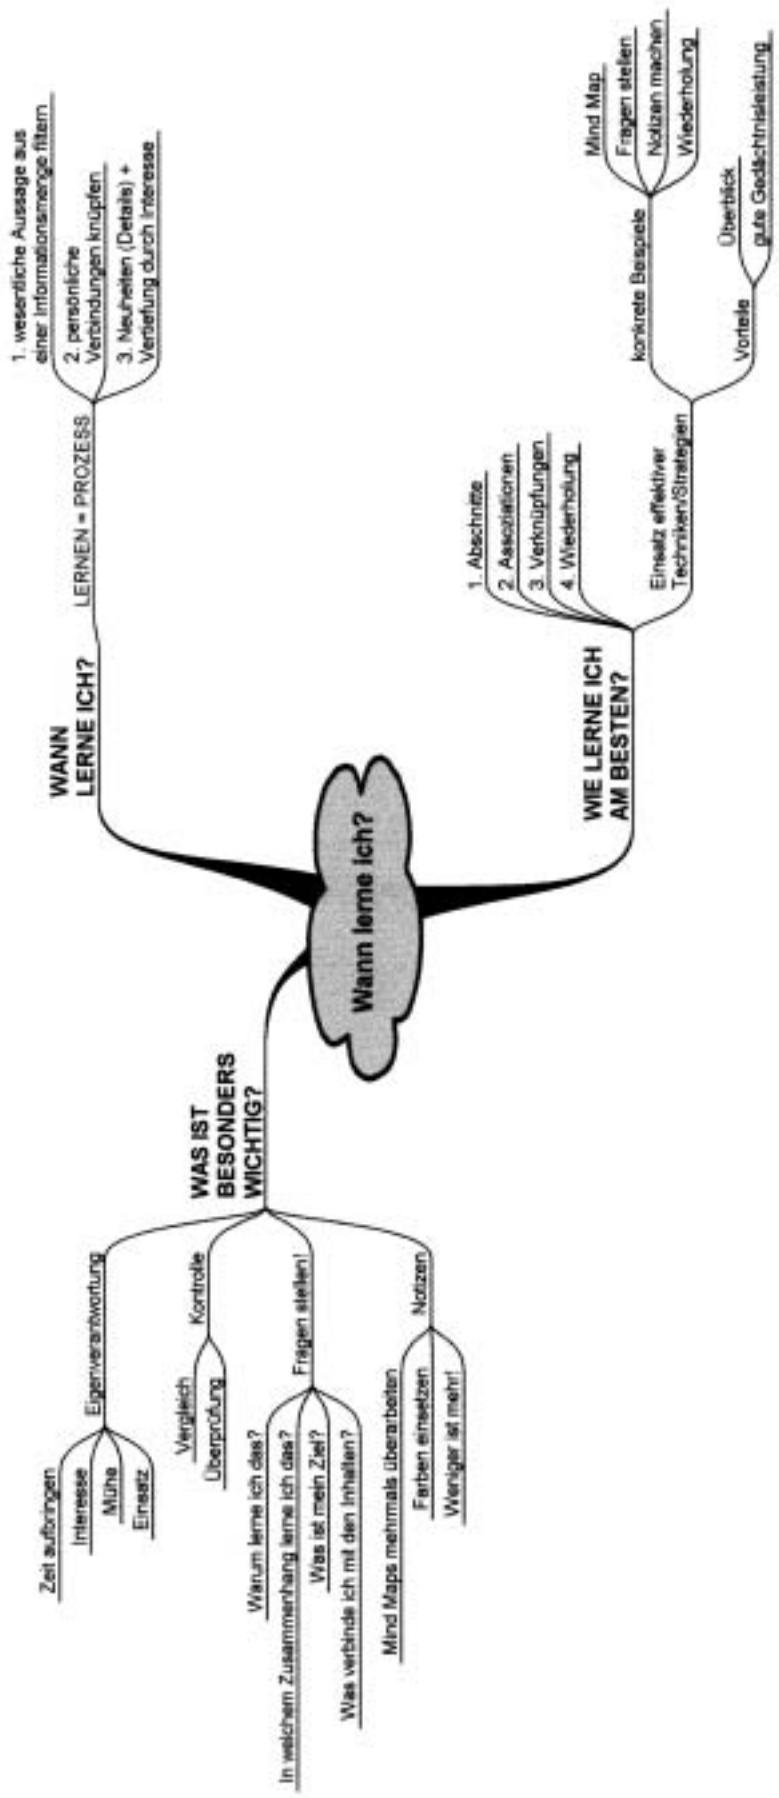 Wann lerne ich?
WANN
LERNE ICH?
LERNEN = PROZESS
1. wesentliche Aussage aus
einer Informationsmenge filtern
2. persönliche
Verbindungen knüpfen
3. Neuheiten (Details) +
Vertiefung durch Interesse
WIE LERNE ICH
AM BESTEN?
1. Abschnitte
2. Assoziationen
3. Verknüpfungen
4. Wiederholung
Einsatz effektiver
Techniken/Strategien
konkrete Beispiele
Mind Map
Fragen stellen
Notizen machen
Wiederholung
Vorteile
Überblick
gute Gedächtnisleistung
WAS IST
BESONDERS
WICHTIG?
Eigenverantwortung
Zeit aufbringen
Interesse
Mühe
Einsatz
Kontrolle
Vergleich
Überprüfung
Fragen stellen!
Warum lerne ich das?
In welchem Zusammenhang lerne ich das?
Was ist mein Ziel?
Was verbinde ich mit den Inhalten?
Notizen
Mind Maps mehrmals überarbeiten
Farben einsetzen
Weniger ist mehr!